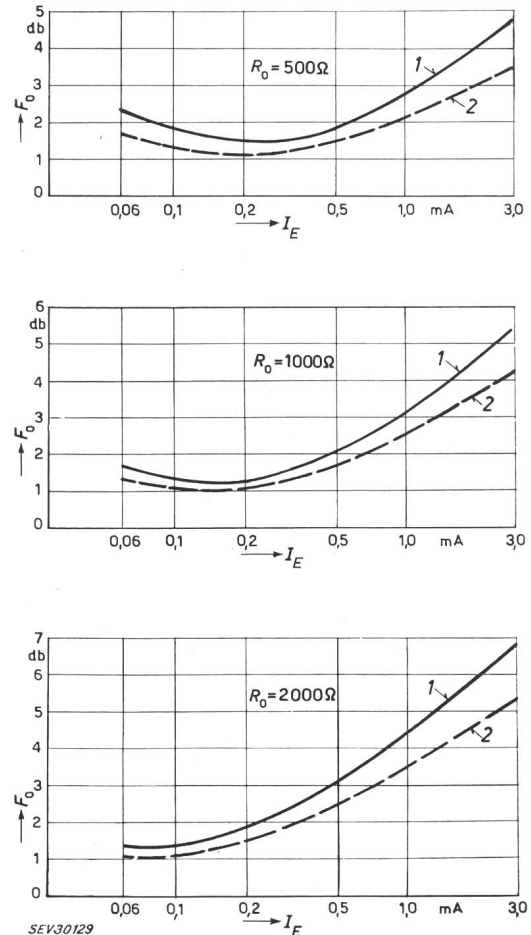 5
db
4
3
2
1
0
→ F₀
R₀ = 500Ω
1
2
0,06 0,1 0,2 0,5 1,0 mA 3,0
→ I_E
6
db
5
4
3
2
1
0
→ F₀
R₀ = 1000Ω
1
2
0,06 0,1 0,2 0,5 1,0 mA 3,0
→ I_E
7
db
6
5
4
3
2
1
0
→ F₀
R₀ = 2000Ω
1
2
0,06 0,1 0,2 0,5 1,0 mA 3,0
→ I_E
SEV30129